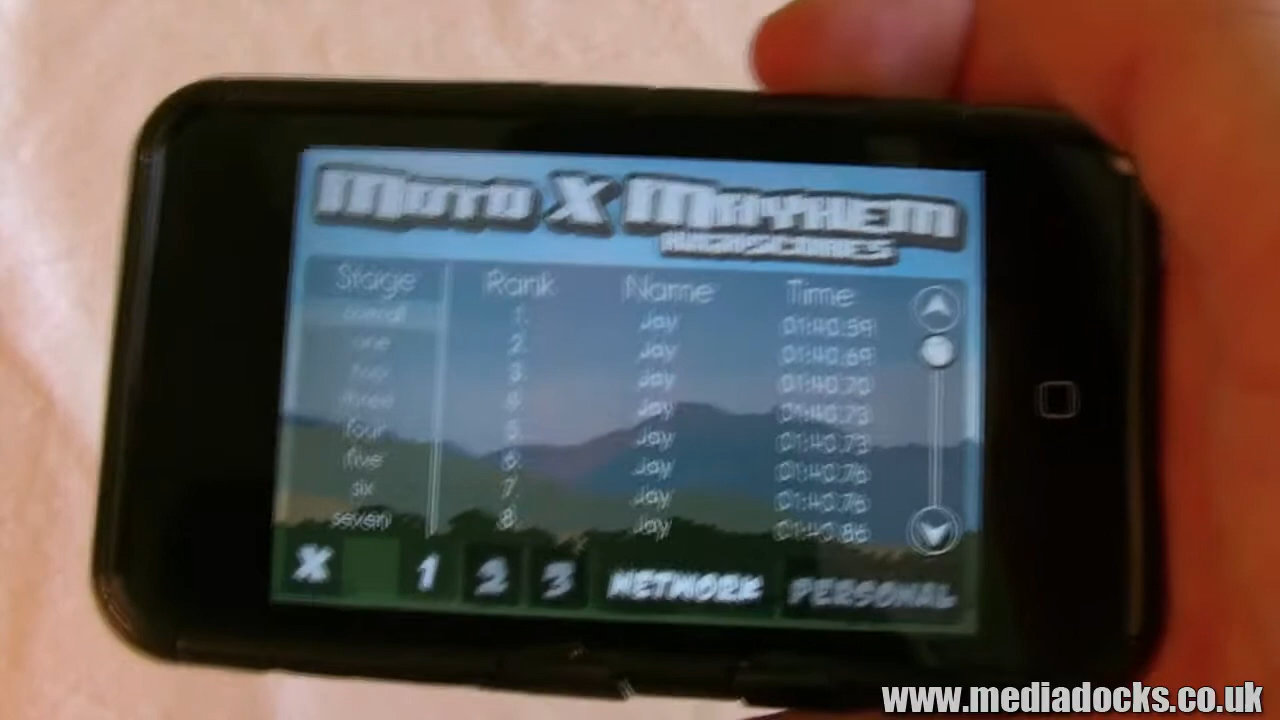 Moto X Mayhem
HIGHSCORES
Stage Rank Name Time
overall 1. Jay 01:40.59
one 2. Jay 01:40.69
two 3. Jay 01:40.70
three 4. Jay 01:40.73
four 5. Jay 01:40.73
five 6. Jay 01:40.76
six 7. Jay 01:40.76
seven 8. Jay 01:40.86
X 1 2 3 NETWORK PERSONAL
www.mediadocks.co.uk